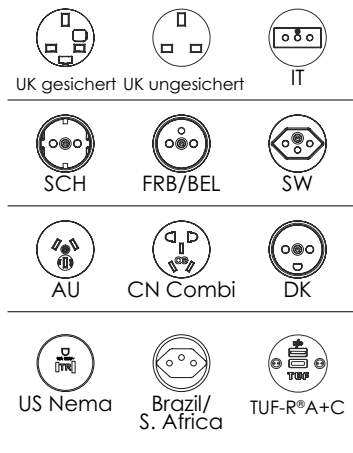 UK gesichert UK ungesichert IT
SCH FRB/BEL SW
AU CN Combi DK
TR
TUF
US Nema Brazil/
S. Africa TUF-R®A+C